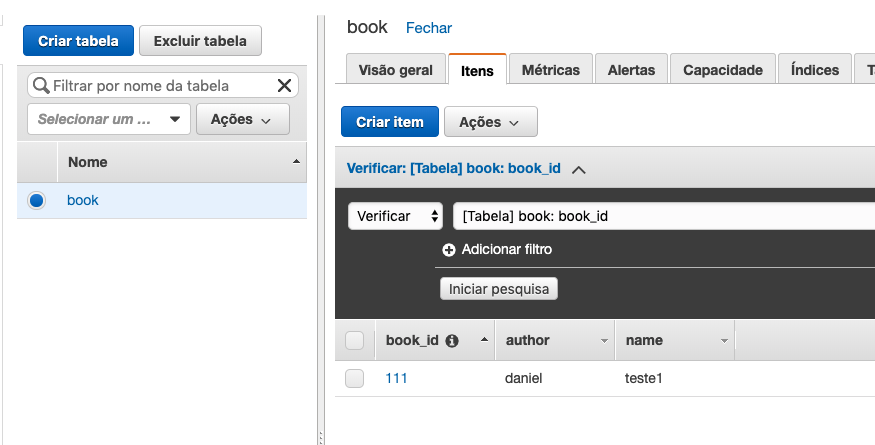 Criar tabela
Excluir tabela
Filtrar por nome da tabela
Selecionar um ...
Ações
Nome
book
book Fechar
Visão geral Itens Métricas Alertas Capacidade Índices
Criar item
Ações
Verificar: [Tabela] book: book_id
Verificar
[Tabela] book: book_id
Adicionar filtro
Iniciar pesquisa
book_id author name
111 daniel teste1